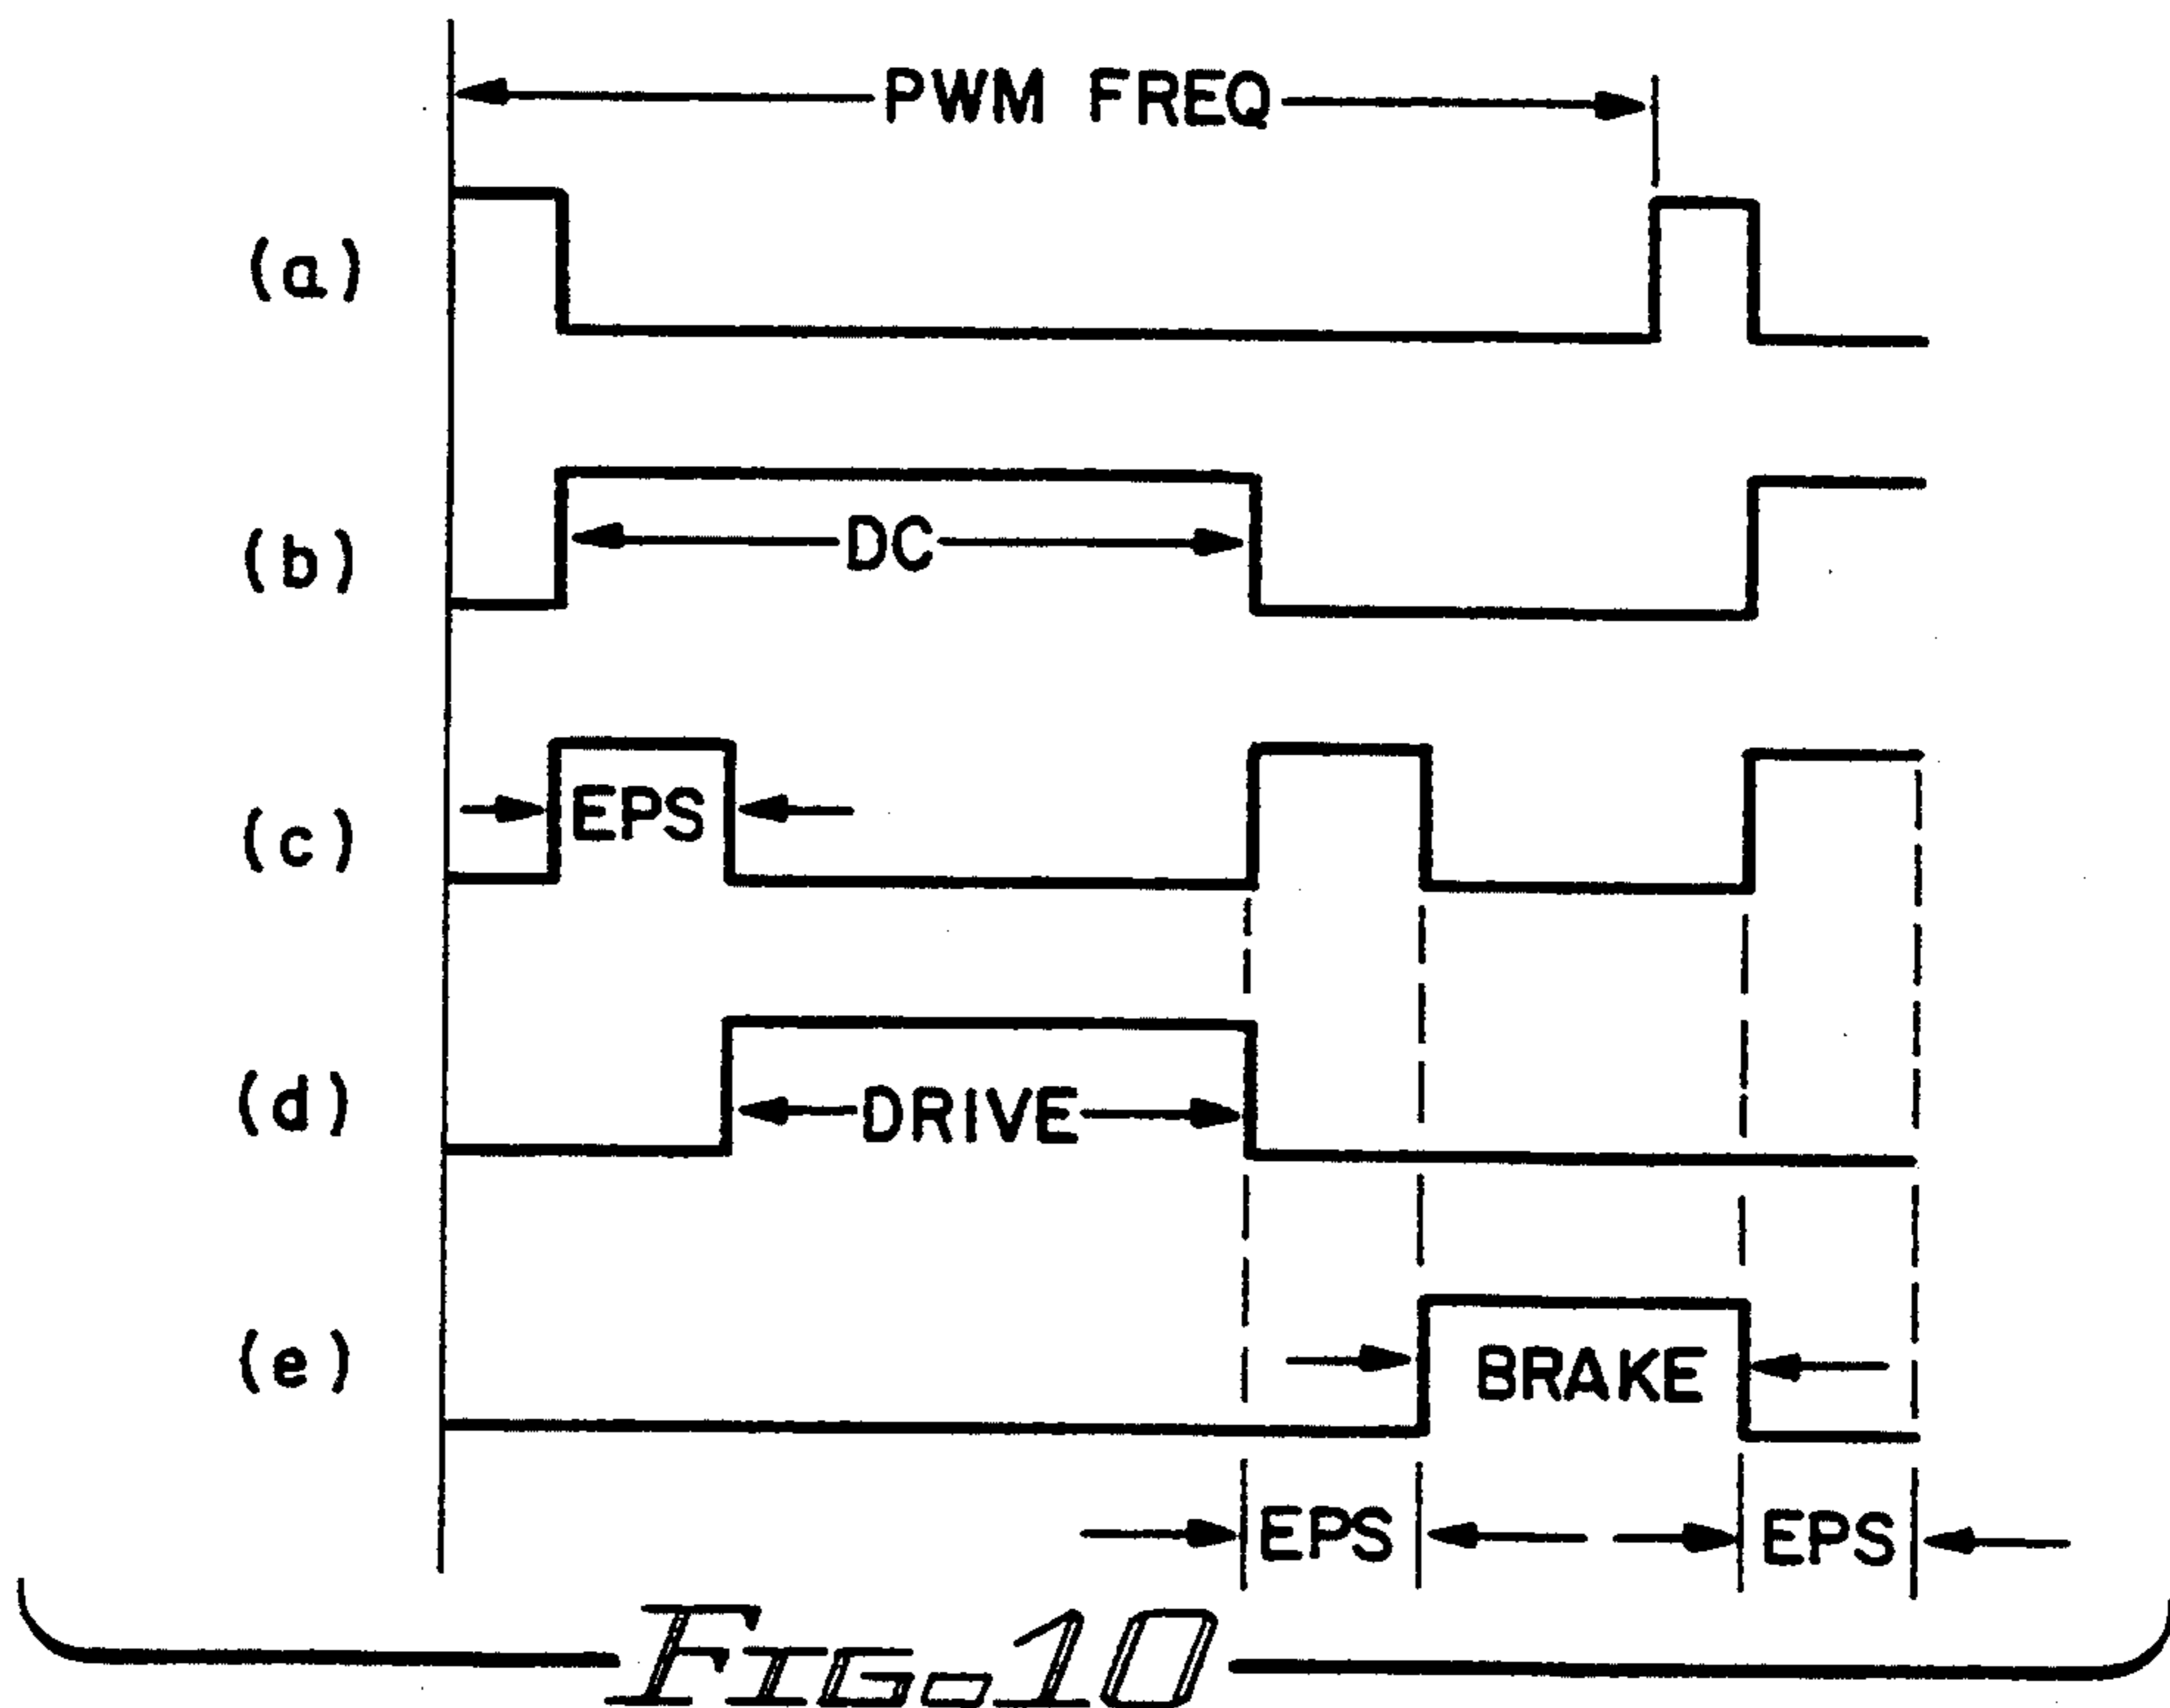 PWM FREQ
(a)
(b)
DC
(c)
EPS
(d)
DRIVE
(e)
BRAKE
EPS
EPS
FIG. 10